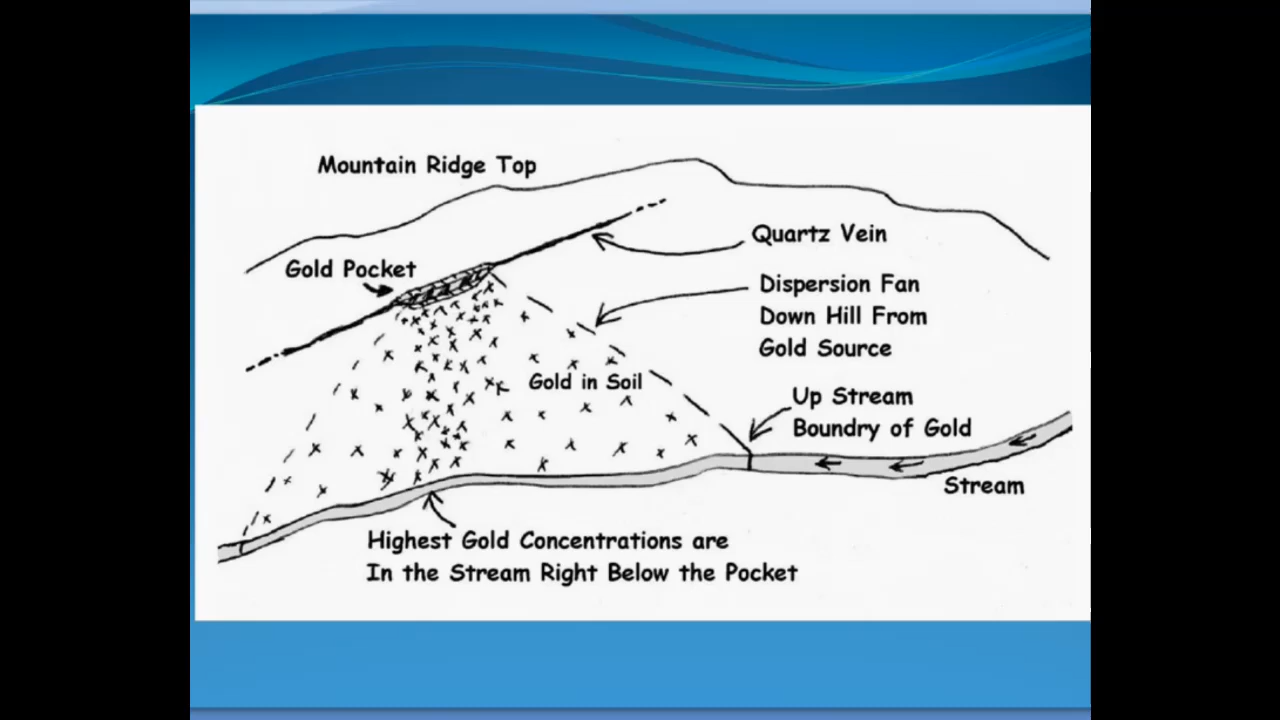 Mountain Ridge Top
Quartz Vein
Gold Pocket
Dispersion Fan
Down Hill From
Gold Source
Gold in Soil
Up Stream
Boundry of Gold
Stream
Highest Gold Concentrations are
In the Stream Right Below the Pocket